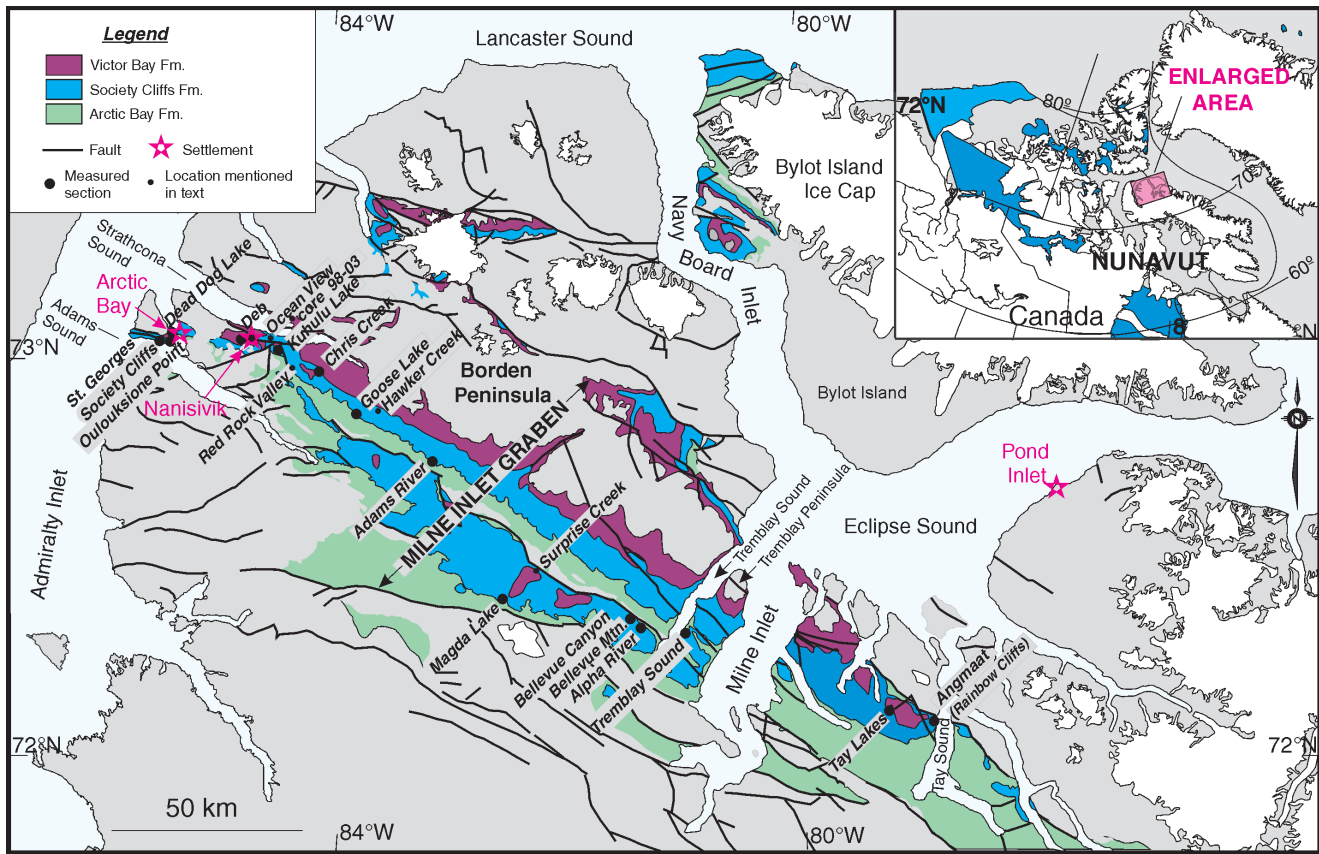 Legend
Victor Bay Fm.
Society Cliffs Fm.
Arctic Bay Fm.
Fault
Settlement
Measured
section
Location mentioned
in text
84°W
80°W
Lancaster Sound
Bylot Island
Ice Cap
Navy
Board
Inlet
72°N
80º
ENLARGED
AREA
70º
NUNAVUT
60º
Canada
8
°N
Strathcona
Sound
Adams
Sound
Arctic
Bay
Dead Dog Lake
73°N
St. Georges
Society Cliffs
Oulouksione Point
Nanisivik
Deb
Ocean View
core 98-03
Kuhulu Lake
Chris Creek
Red Rock Valley
Goose Lake
Hawker Creek
Borden
Peninsula
Bylot Island
N
MILNE INLET GRABEN
Adams River
Surprise Creek
Pond
Inlet
Tremblay Sound
Tremblay Peninsula
Eclipse Sound
Admiralty Inlet
Magda Lake
Bellevue Canyon
Bellevue Mtn.
Alpha River
Tremblay Sound
Milne Inlet
Angmaat
(Rainbow Cliffs)
Tay Lakes
Tay Sound
72°N
72°N
50 km
84°W
80°W